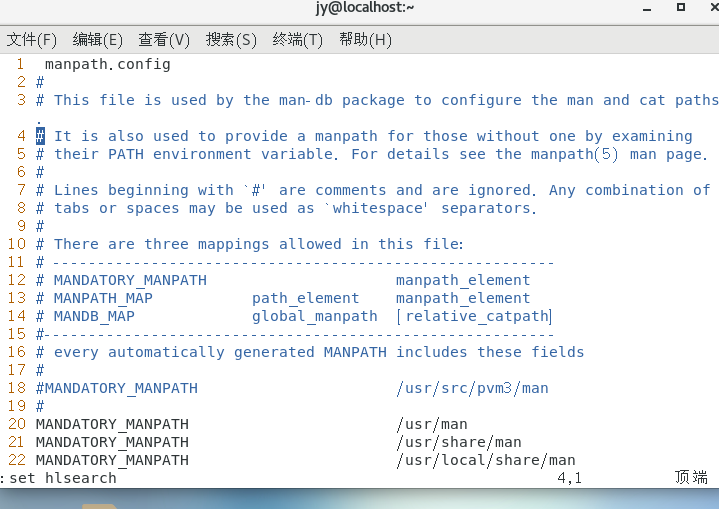 jy@localhost:~
文件(F) 编辑(E) 查看(V) 搜索(S) 终端(T) 帮助(H)
1  manpath.config
2 #
3 # This file is used by the man-db package to configure the man and cat paths
.
4 # It is also used to provide a manpath for those without one by examining
5 # their PATH environment variable. For details see the manpath(5) man page.
6 #
7 # Lines beginning with `#' are comments and are ignored. Any combination of
8 # tabs or spaces may be used as `whitespace' separators.
9 #
10 # There are three mappings allowed in this file:
11 # --------------------------------------------------------
12 # MANDATORY_MANPATH                     manpath_element
13 # MANPATH_MAP           path_element    manpath_element
14 # MANDB_MAP             global_manpath  [relative_catpath]
15 #---------------------------------------------------------
16 # every automatically generated MANPATH includes these fields
17 #
18 #MANDATORY_MANPATH                      /usr/src/pvm3/man
19 #
20 MANDATORY_MANPATH                       /usr/man
21 MANDATORY_MANPATH                       /usr/share/man
22 MANDATORY_MANPATH                       /usr/local/share/man
:set hlsearch 4,1 顶端